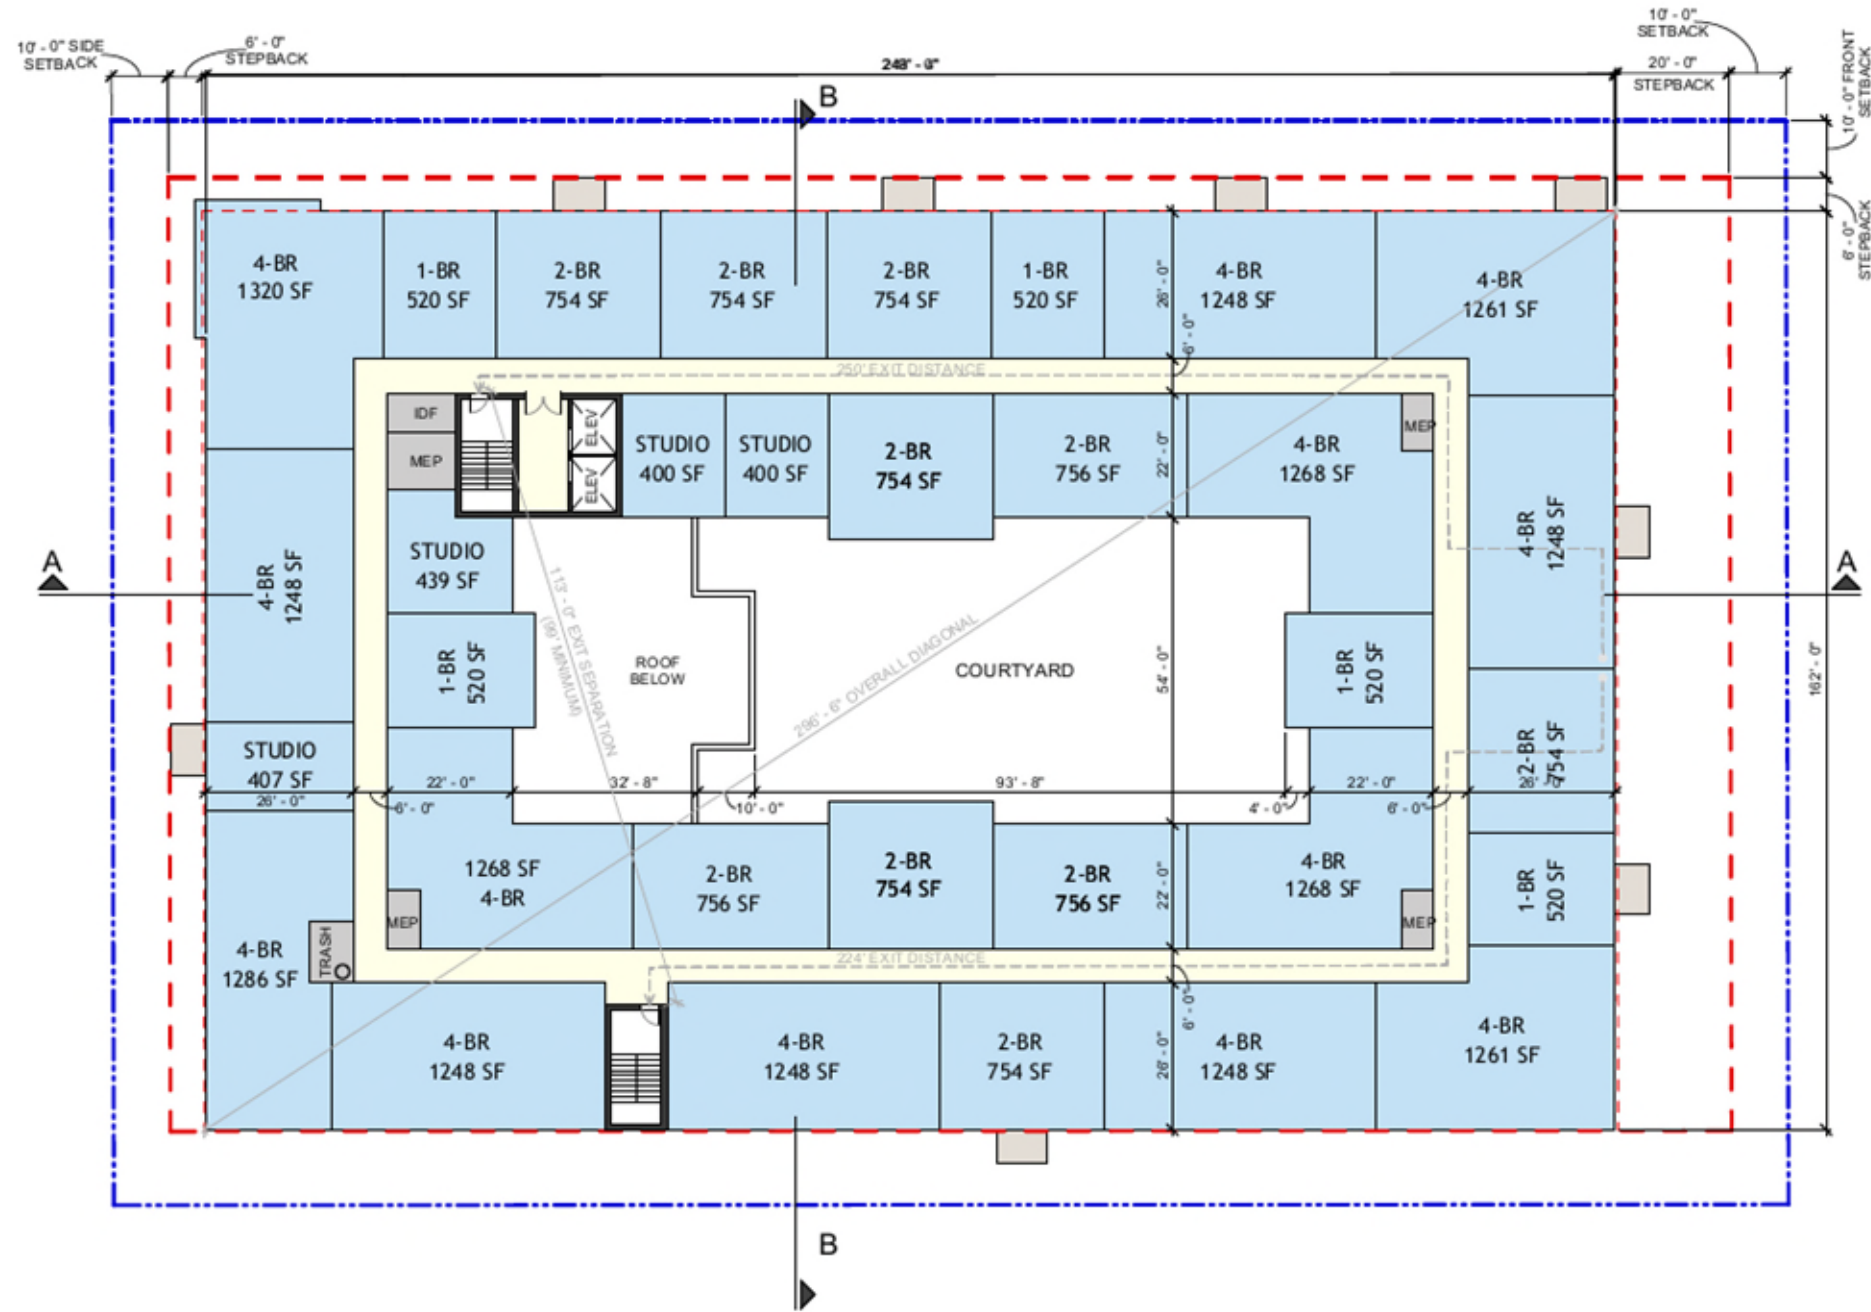 10' - 0" SIDE
SETBACK
6' - 0"
STEPBACK
10' - 0"
SETBACK
20' - 0"
STEPBACK
10' - 0" FRONT
SETBACK
6' - 0"
STEPBACK
B
4-BR
1320 SF
1-BR
520 SF
2-BR
754 SF
2-BR
754 SF
2-BR
754 SF
1-BR
520 SF
26' - 0"
4-BR
1248 SF
4-BR
1261 SF
6' - 0"
250' EXIT DISTANCE
IDF
MEP
ELEV
ELEV
STUDIO
400 SF
STUDIO
400 SF
2-BR
754 SF
2-BR
756 SF
22' - 0"
4-BR
1268 SF
MEP
A
4-BR
1248 SF
STUDIO
439 SF
4-BR
1248 SF
A
113' - 0" EXIT SEPARATION
(99' MINIMUM)
1-BR
520 SF
ROOF
BELOW
COURTYARD
296' - 6" OVERALL DIAGONAL
54' - 0"
1-BR
520 SF
162' - 0"
STUDIO
407 SF
2-BR
754 SF
26' - 0"
6' - 0"
22' - 0"
32' - 8"
10' - 0"
93' - 8"
4' - 0"
22' - 0"
6' - 0"
26' - 0"
1268 SF
4-BR
MEP
2-BR
756 SF
2-BR
754 SF
2-BR
756 SF
22' - 0"
4-BR
1268 SF
MEP
1-BR
520 SF
4-BR
1286 SF
TRASH
224' EXIT DISTANCE
6' - 0"
4-BR
1248 SF
4-BR
1248 SF
2-BR
754 SF
26' - 0"
4-BR
1248 SF
4-BR
1261 SF
B